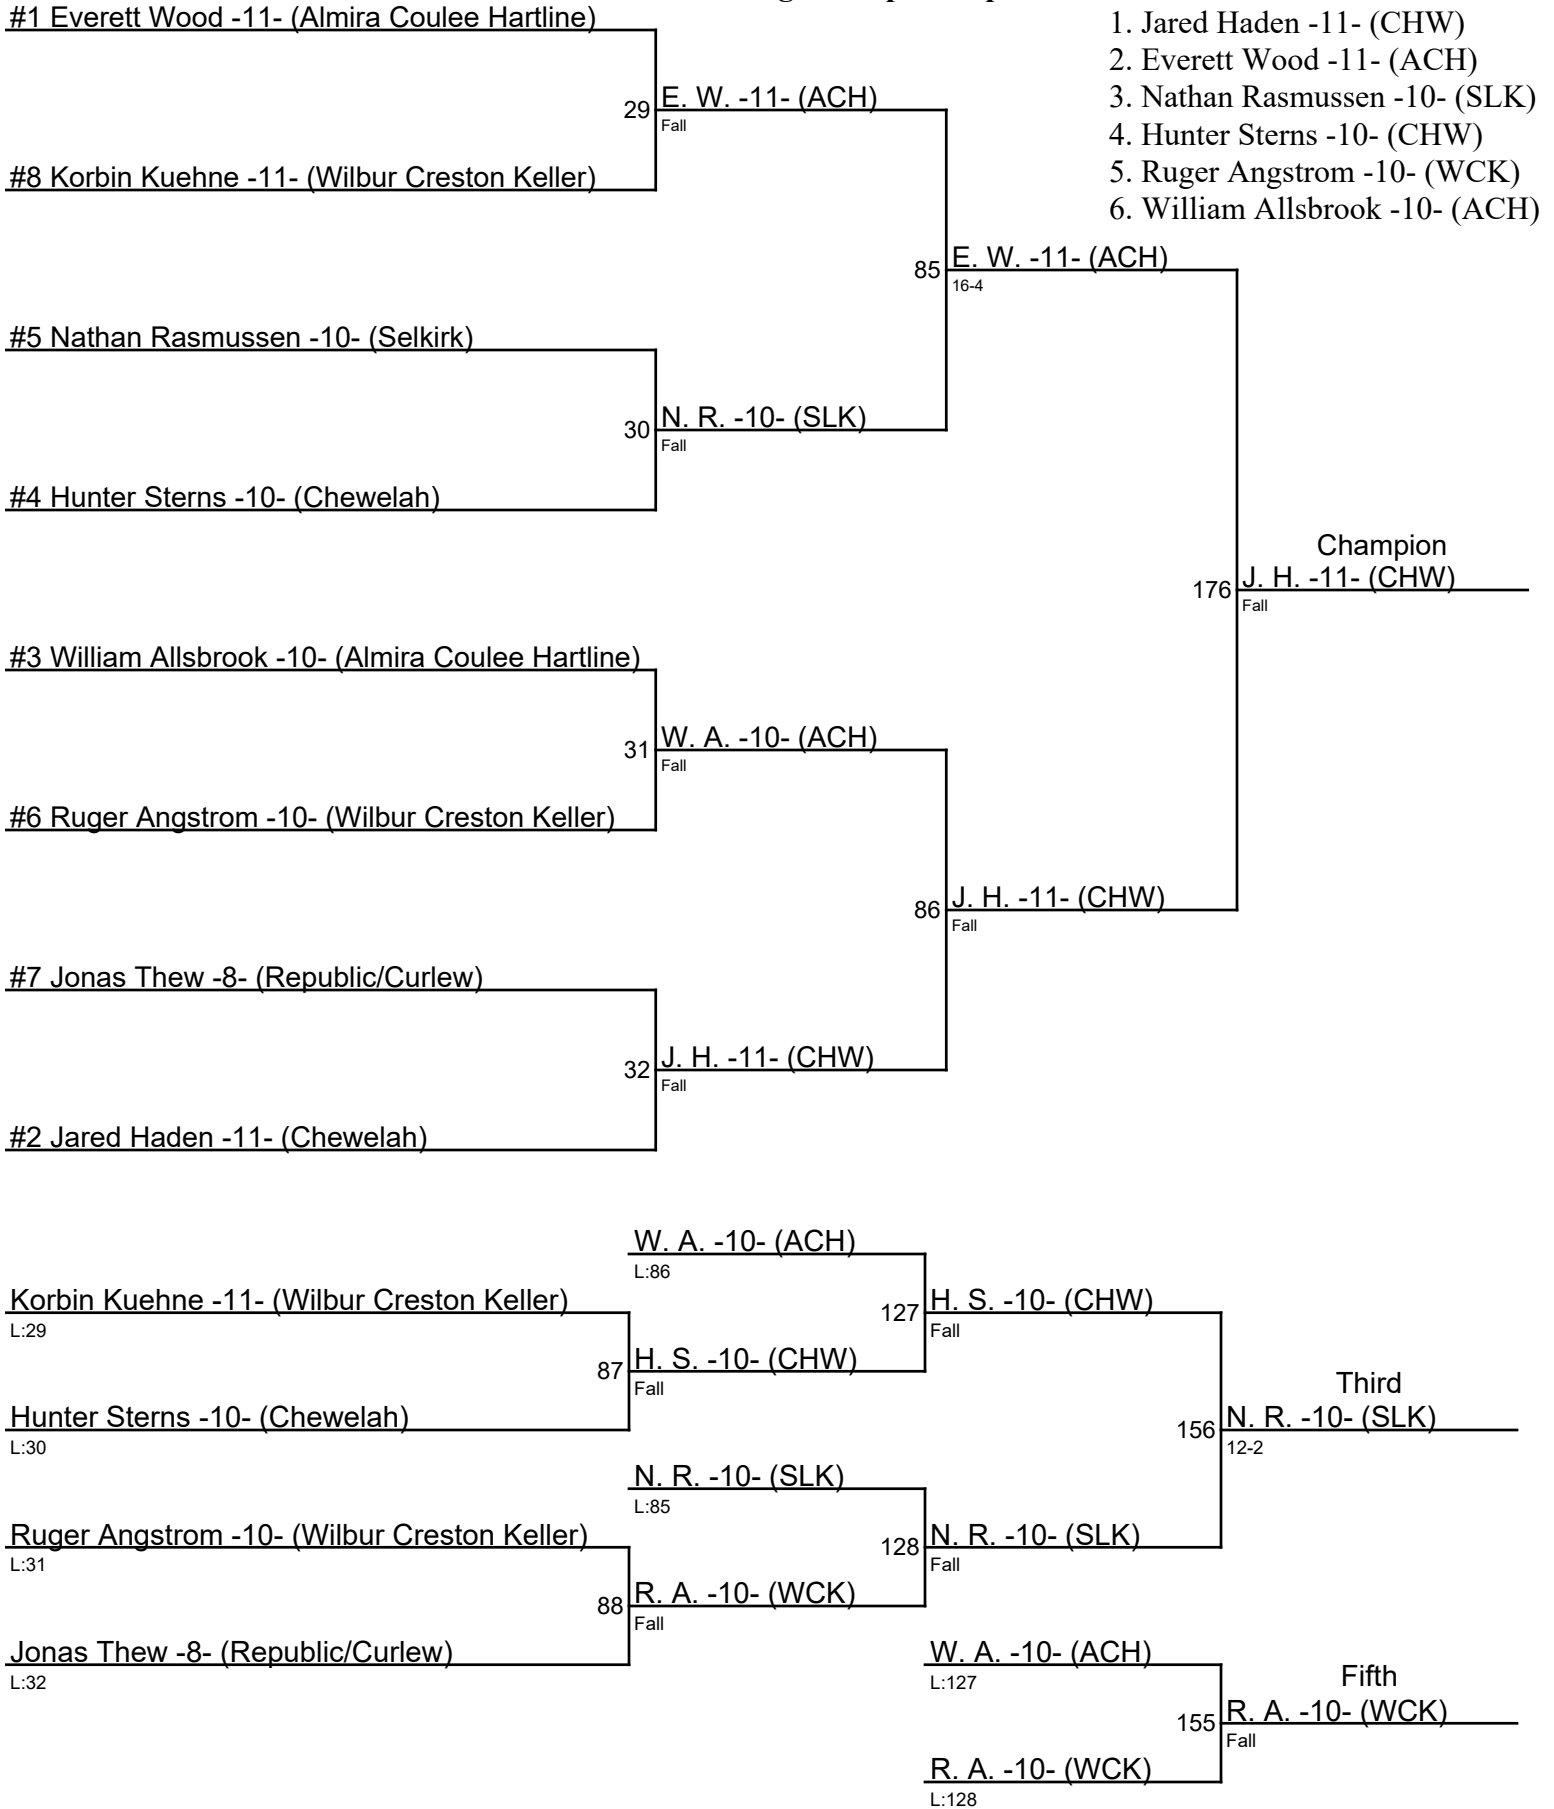 #1 Everett Wood -11- (Almira Coulee Hartline)
1. Jared Haden -11- (CHW)
2. Everett Wood -11- (ACH)
3. Nathan Rasmussen -10- (SLK)
4. Hunter Sterns -10- (CHW)
5. Ruger Angstrom -10- (WCK)
6. William Allsbrook -10- (ACH)
29 E. W. -11- (ACH)
Fall
#8 Korbin Kuehne -11- (Wilbur Creston Keller)
85 E. W. -11- (ACH)
16-4
#5 Nathan Rasmussen -10- (Selkirk)
30 N. R. -10- (SLK)
Fall
#4 Hunter Sterns -10- (Chewelah)
Champion
176 J. H. -11- (CHW)
Fall
#3 William Allsbrook -10- (Almira Coulee Hartline)
31 W. A. -10- (ACH)
Fall
#6 Ruger Angstrom -10- (Wilbur Creston Keller)
86 J. H. -11- (CHW)
Fall
#7 Jonas Thew -8- (Republic/Curlew)
32 J. H. -11- (CHW)
Fall
#2 Jared Haden -11- (Chewelah)
W. A. -10- (ACH)
L:86
Korbin Kuehne -11- (Wilbur Creston Keller)
L:29
127 H. S. -10- (CHW)
Fall
87 H. S. -10- (CHW)
Fall
Hunter Sterns -10- (Chewelah)
L:30
Third
156 N. R. -10- (SLK)
12-2
N. R. -10- (SLK)
L:85
Ruger Angstrom -10- (Wilbur Creston Keller)
L:31
128 N. R. -10- (SLK)
Fall
88 R. A. -10- (WCK)
Fall
Jonas Thew -8- (Republic/Curlew)
L:32
W. A. -10- (ACH)
L:127
Fifth
155 R. A. -10- (WCK)
Fall
R. A. -10- (WCK)
L:128